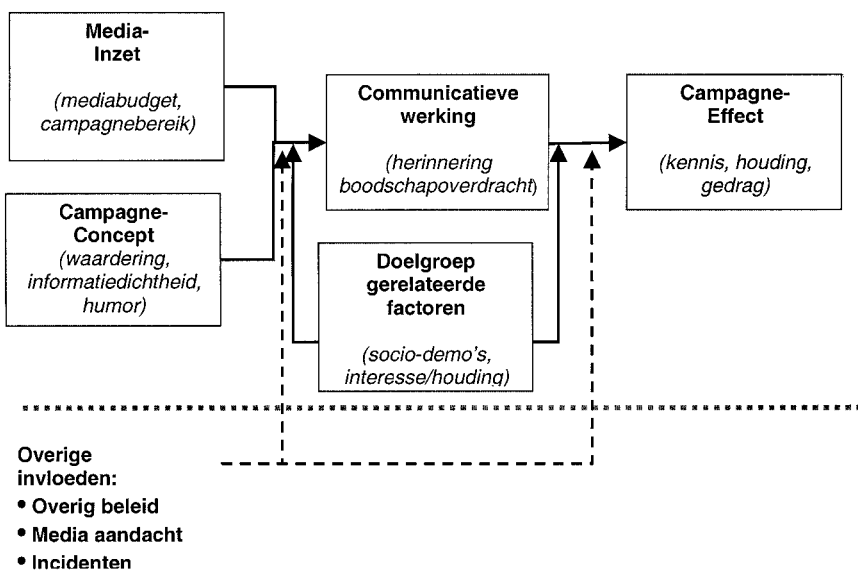 Media-
Inzet
(mediabudget,
campagnebereik)
Campagne-
Concept
(waardering,
informatiedichtheid,
humor)
Communicatieve
werking
(herinnering
boodschapoverdracht)
Doelgroep
gerelateerde
factoren
(socio-demo's,
interesse/houding)
Campagne-
Effect
(kennis, houding,
gedrag)
Overige
invloeden:
• Overig beleid
• Media aandacht
• Incidenten